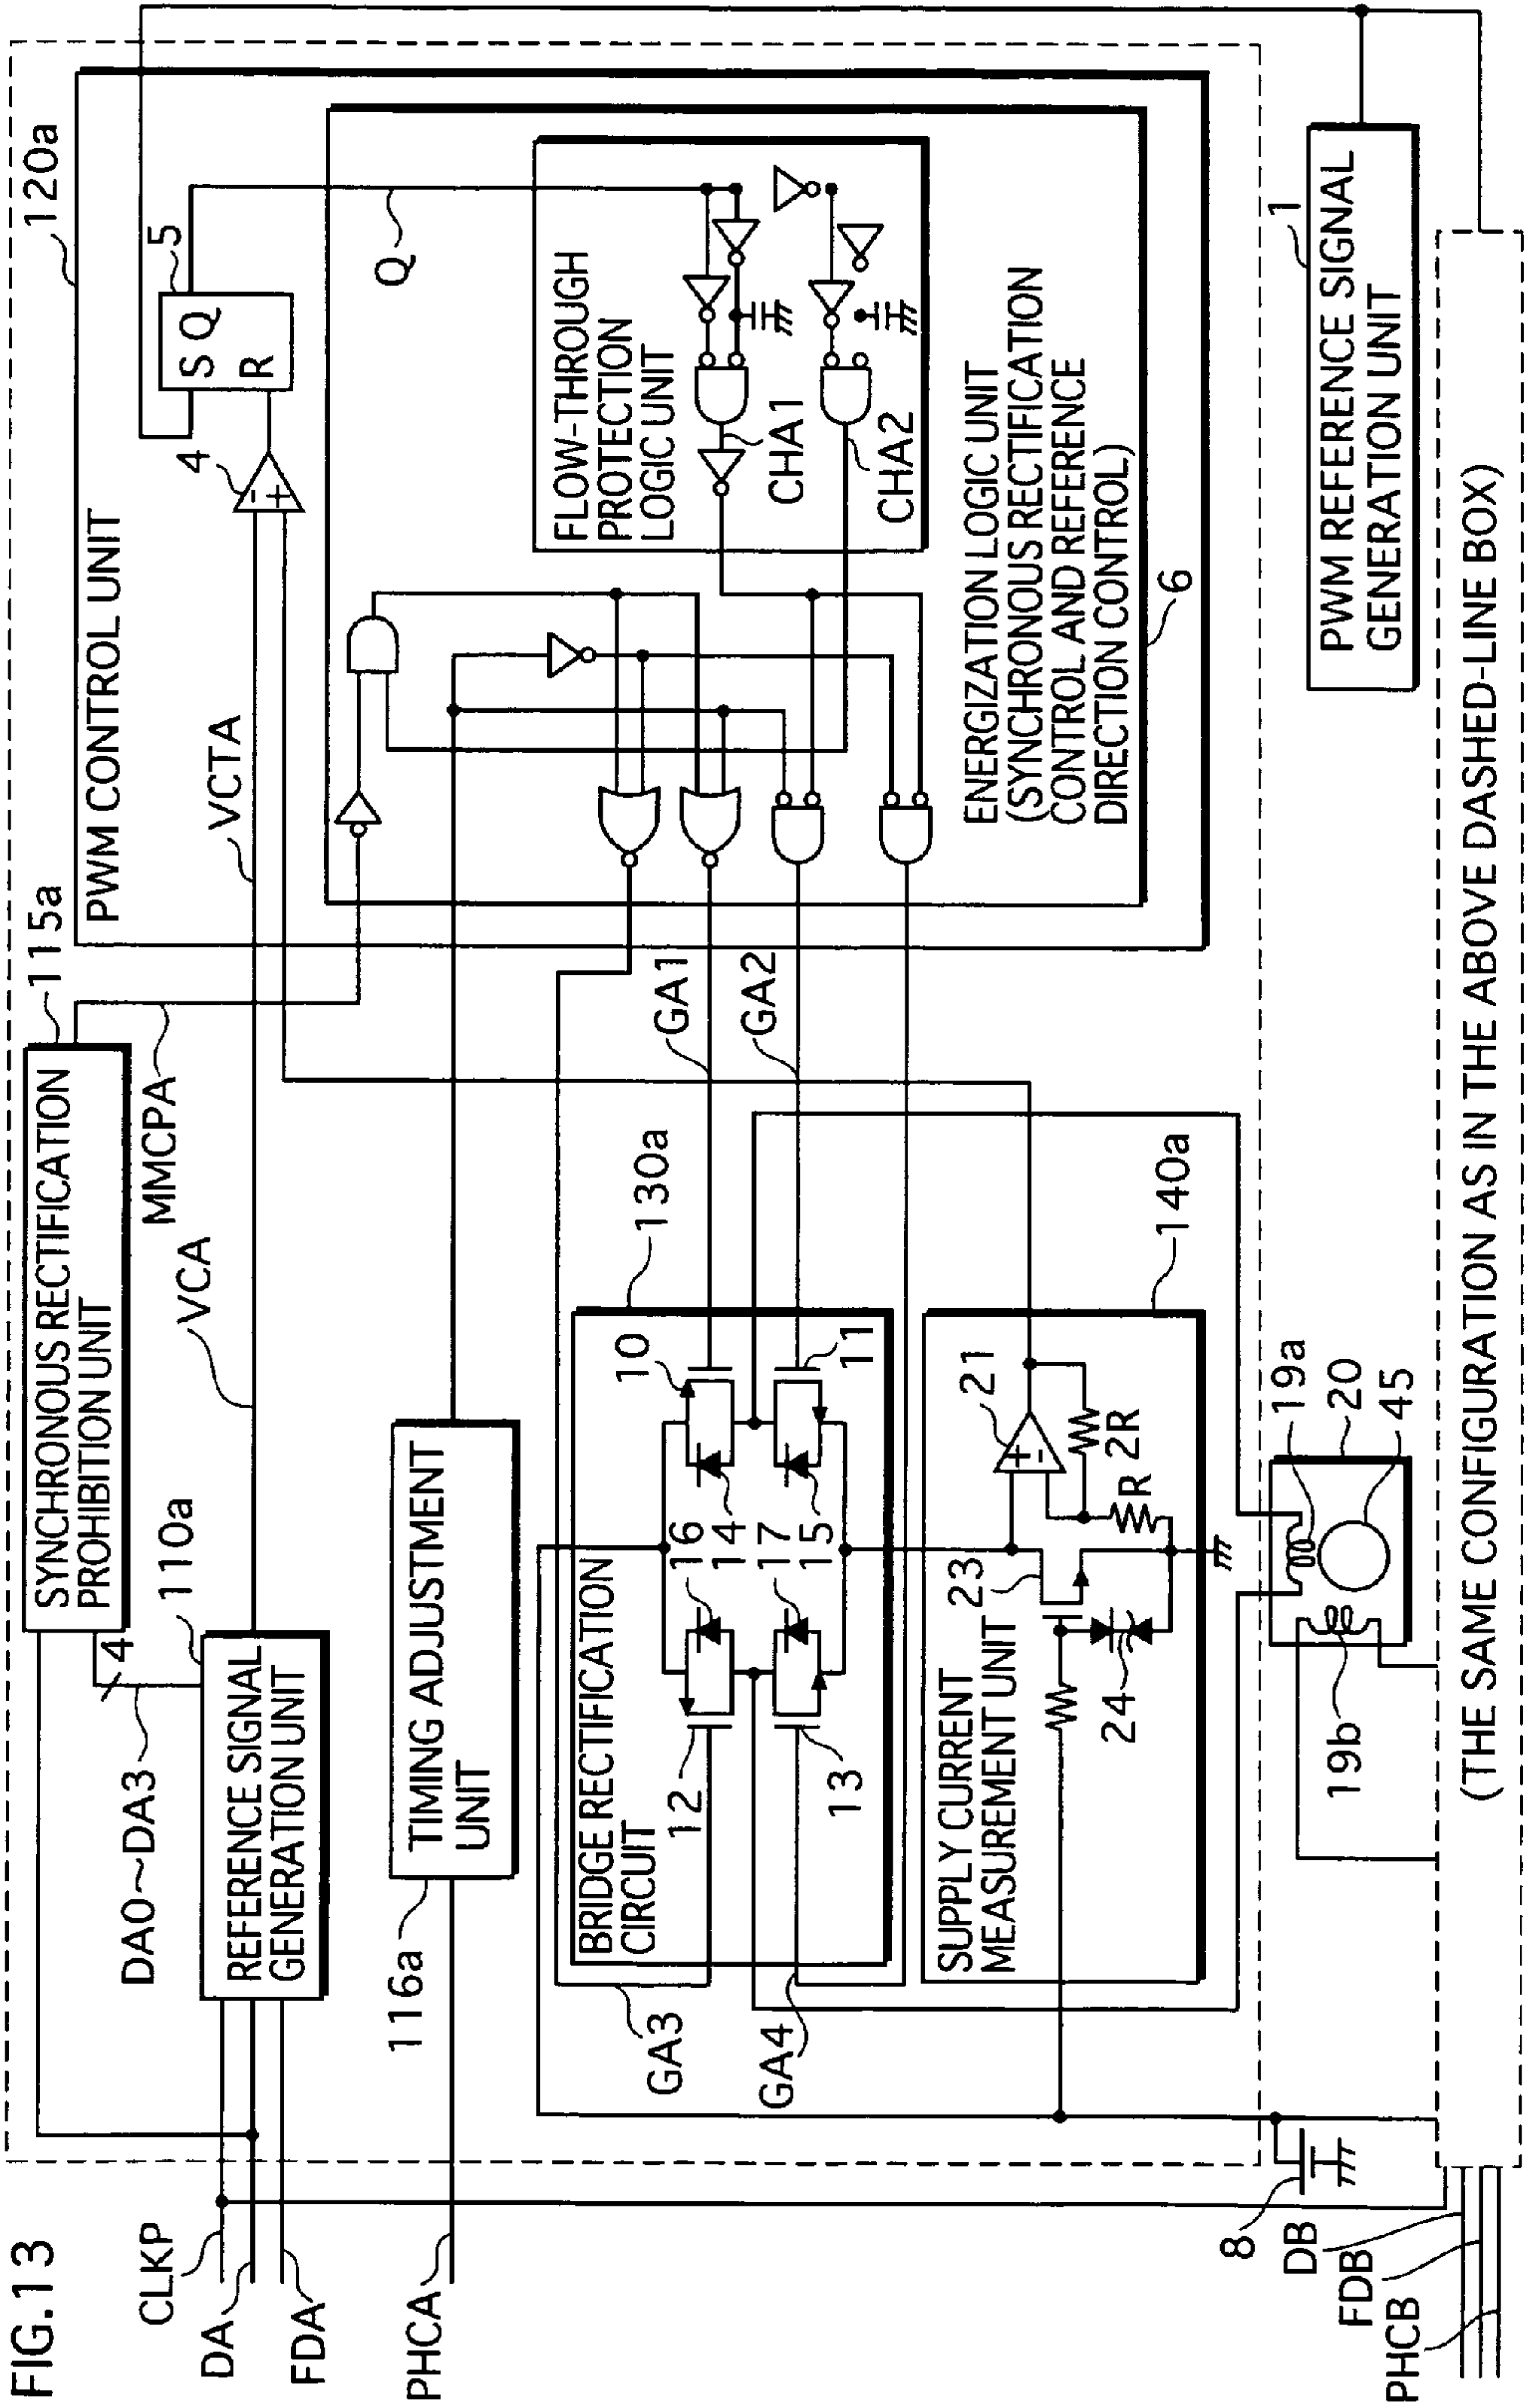 FIG.13
CLKP
DA
FDA
PHCA
DA0~DA3
4
SYNCHRONOUS RECTIFICATION
PROHIBITION UNIT
115a
MMCPA
REFERENCE SIGNAL
GENERATION UNIT
110a
VCA
VCTA
TIMING ADJUSTMENT
UNIT
116a
PWM CONTROL UNIT
120a
4
-
+
5
S Q
R
Q
FLOW-THROUGH
PROTECTION
LOGIC UNIT
CHA1
CHA2
ENERGIZATION LOGIC UNIT
(SYNCHRONOUS RECTIFICATION
CONTROL AND REFERENCE
DIRECTION CONTROL)
6
GA1
GA2
GA3
GA4
BRIDGE RECTIFICATION
CIRCUIT
130a
10
11
12
13
14
15
16
17
SUPPLY CURRENT
MEASUREMENT UNIT
140a
21
+
-
2R
R
23
24
19a
20
45
19b
8
DB
FDB
PHCB
1
PWM REFERENCE SIGNAL
GENERATION UNIT
(THE SAME CONFIGURATION AS IN THE ABOVE DASHED-LINE BOX)